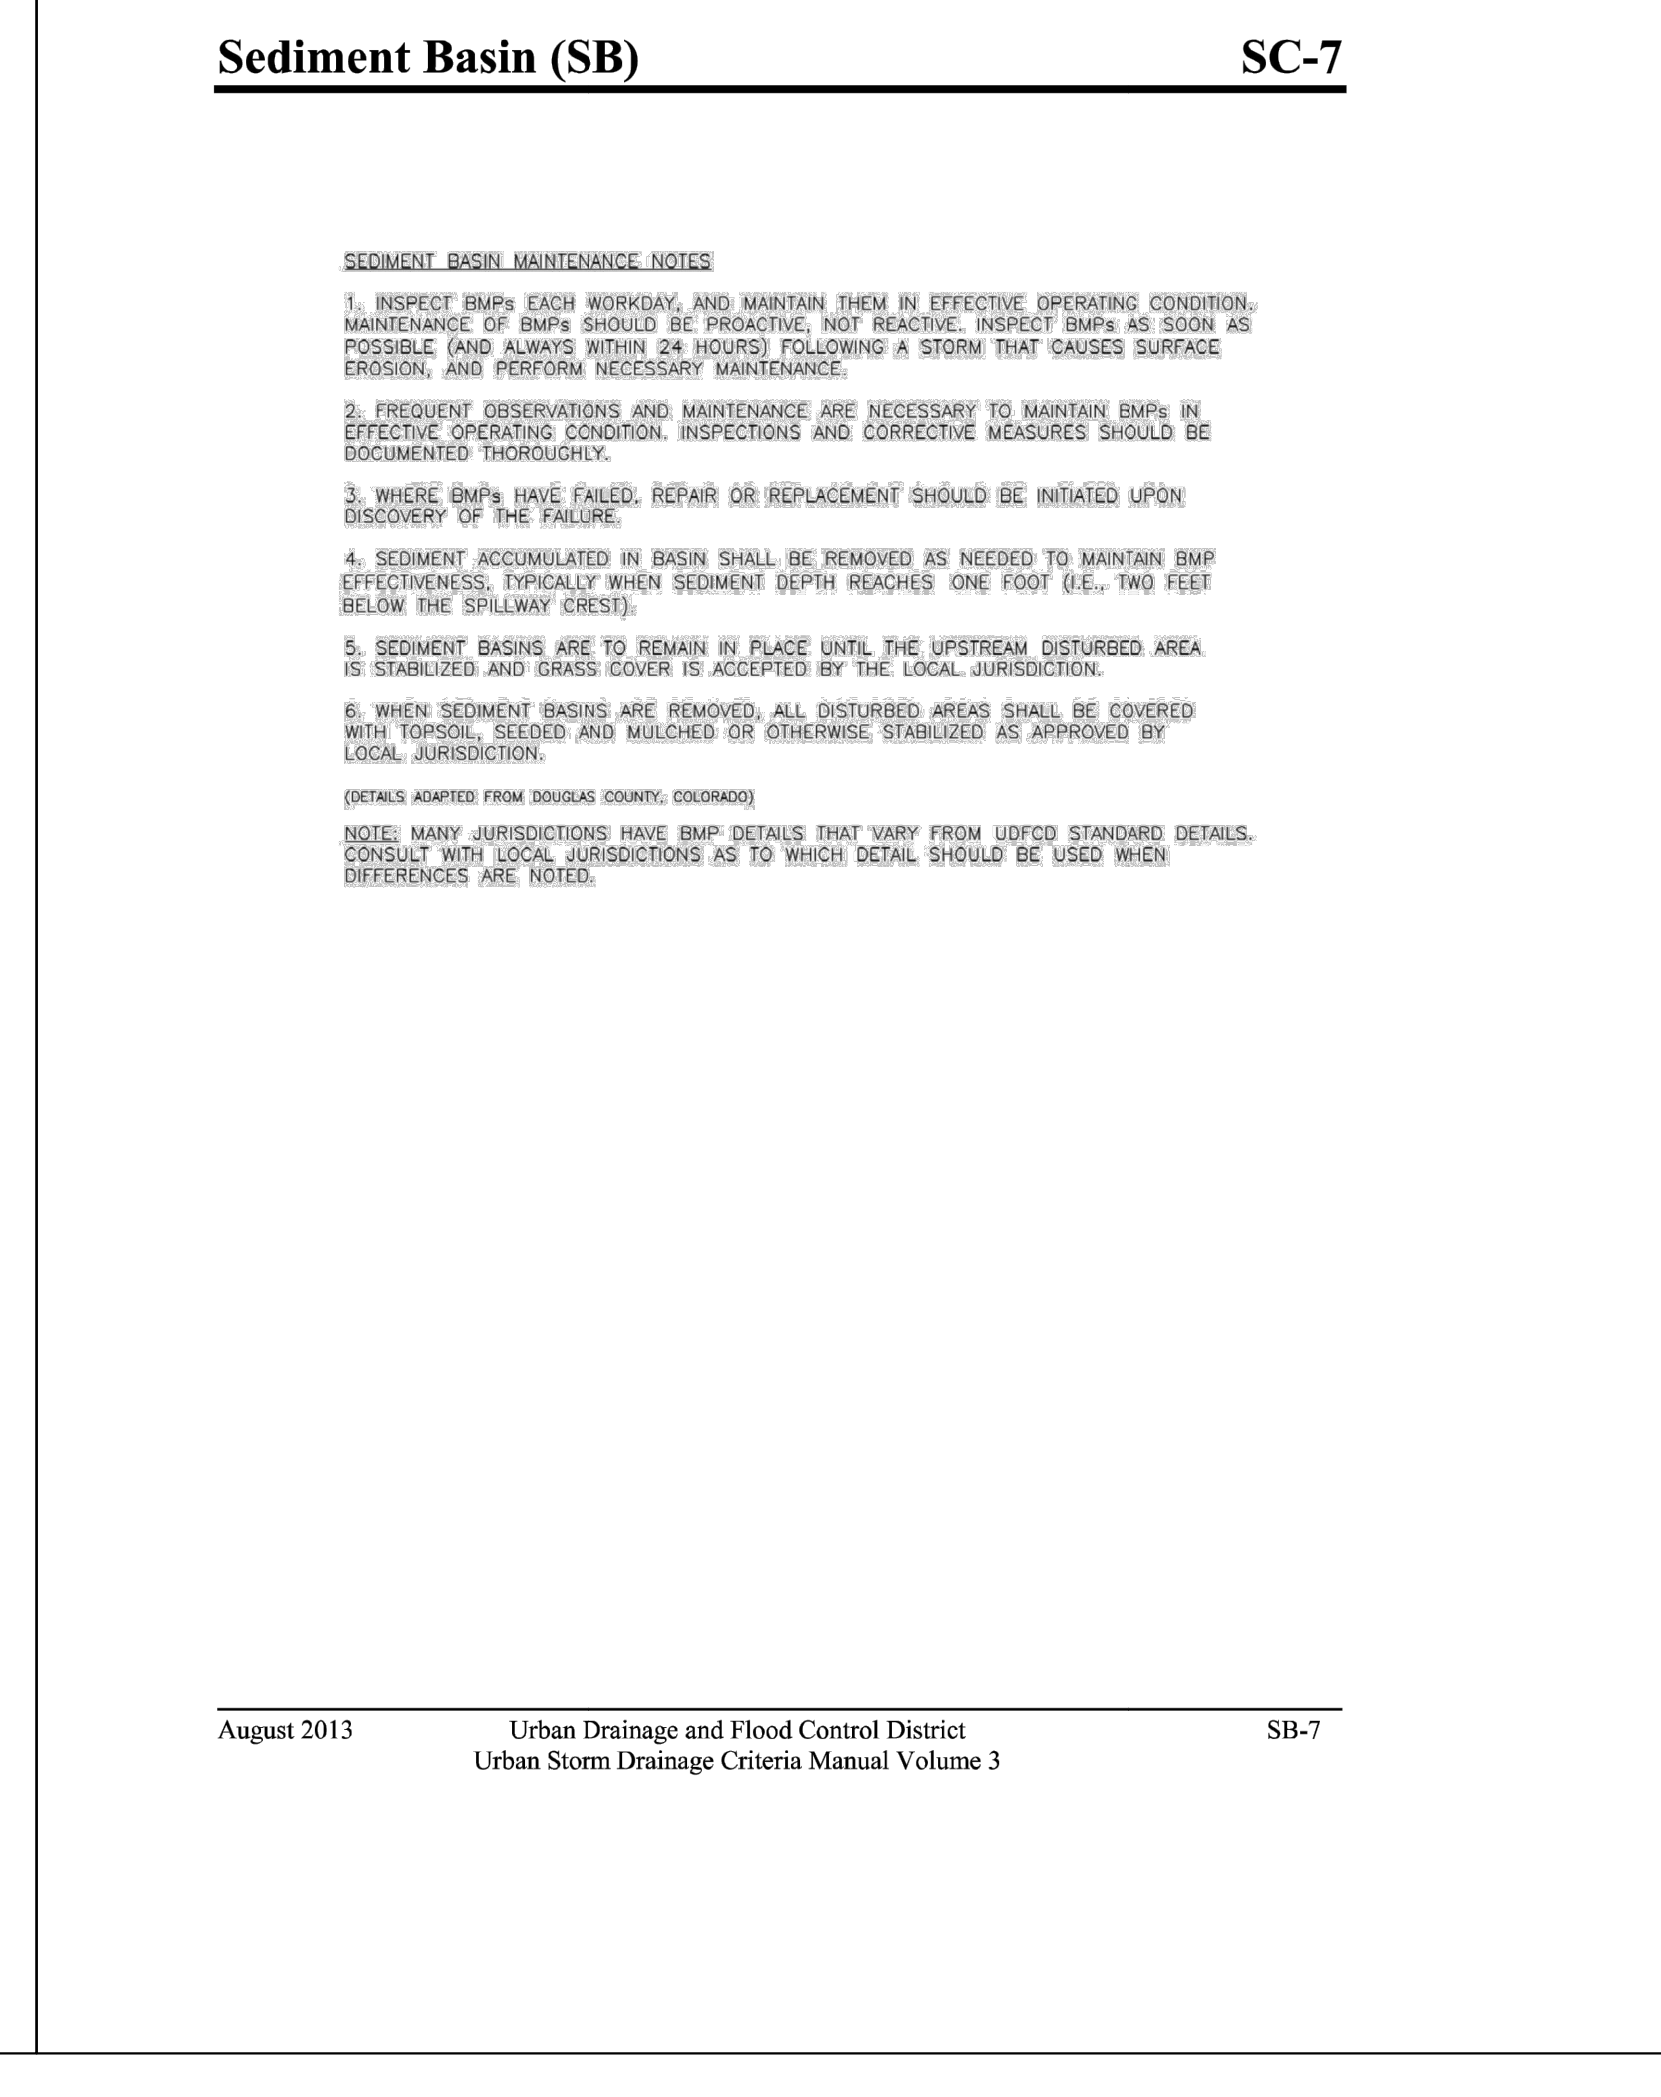 Sediment Basin (SB) SC-7
SEDIMENT BASIN MAINTENANCE NOTES
1. INSPECT BMPs EACH WORKDAY, AND MAINTAIN THEM IN EFFECTIVE OPERATING CONDITION.
MAINTENANCE OF BMPs SHOULD BE PROACTIVE, NOT REACTIVE. INSPECT BMPs AS SOON AS
POSSIBLE (AND ALWAYS WITHIN 24 HOURS) FOLLOWING A STORM THAT CAUSES SURFACE
EROSION, AND PERFORM NECESSARY MAINTENANCE.
2. FREQUENT OBSERVATIONS AND MAINTENANCE ARE NECESSARY TO MAINTAIN BMPs IN
EFFECTIVE OPERATING CONDITION. INSPECTIONS AND CORRECTIVE MEASURES SHOULD BE
DOCUMENTED THOROUGHLY.
3. WHERE BMPs HAVE FAILED, REPAIR OR REPLACEMENT SHOULD BE INITIATED UPON
DISCOVERY OF THE FAILURE.
4. SEDIMENT ACCUMULATED IN BASIN SHALL BE REMOVED AS NEEDED TO MAINTAIN BMP
EFFECTIVENESS, TYPICALLY WHEN SEDIMENT DEPTH REACHES ONE FOOT (I.E., TWO FEET
BELOW THE SPILLWAY CREST).
5. SEDIMENT BASINS ARE TO REMAIN IN PLACE UNTIL THE UPSTREAM DISTURBED AREA
IS STABILIZED AND GRASS COVER IS ACCEPTED BY THE LOCAL JURISDICTION.
6. WHEN SEDIMENT BASINS ARE REMOVED, ALL DISTURBED AREAS SHALL BE COVERED
WITH TOPSOIL, SEEDED AND MULCHED OR OTHERWISE STABILIZED AS APPROVED BY
LOCAL JURISDICTION.
(DETAILS ADAPTED FROM DOUGLAS COUNTY, COLORADO)
NOTE: MANY JURISDICTIONS HAVE BMP DETAILS THAT VARY FROM UDFCD STANDARD DETAILS.
CONSULT WITH LOCAL JURISDICTIONS AS TO WHICH DETAIL SHOULD BE USED WHEN
DIFFERENCES ARE NOTED.
August 2013 Urban Drainage and Flood Control District SB-7
Urban Storm Drainage Criteria Manual Volume 3